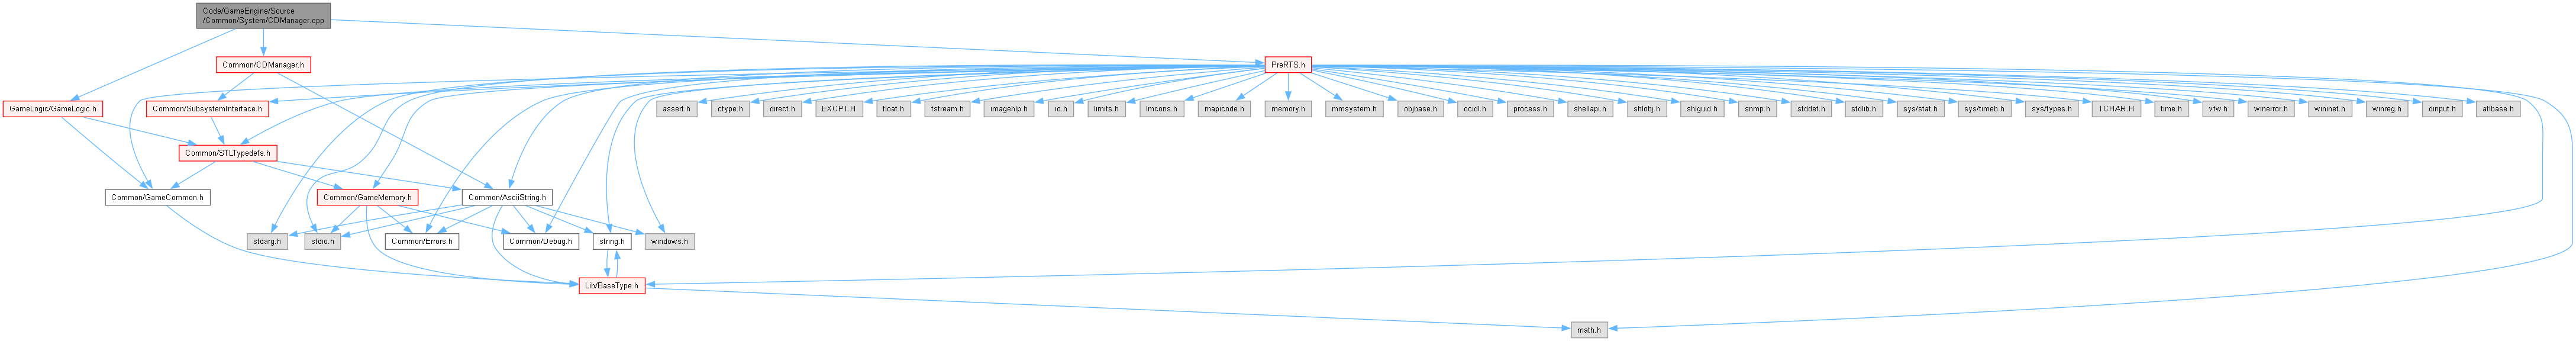 Code/GameEngine/Source
/Common/System/CDManager.cpp
Common/CDManager.h
PreRTS.h
GameLogic/GameLogic.h
Common/SubsystemInterface.h
assert.h
ctype.h
direct.h
EXCPT.H
float.h
fstream.h
imagehlp.h
io.h
limits.h
lmcons.h
mapicode.h
memory.h
mmsystem.h
objbase.h
ocidl.h
process.h
shellapi.h
shlobj.h
shlguid.h
snmp.h
stddef.h
stdlib.h
sys/stat.h
sys/timeb.h
sys/types.h
TCHAR.H
time.h
vfw.h
winerror.h
wininet.h
winreg.h
dinput.h
atlbase.h
Common/STLTypedefs.h
Common/GameCommon.h
Common/GameMemory.h
Common/AsciiString.h
stdarg.h
stdio.h
Common/Errors.h
Common/Debug.h
string.h
windows.h
Lib/BaseType.h
math.h